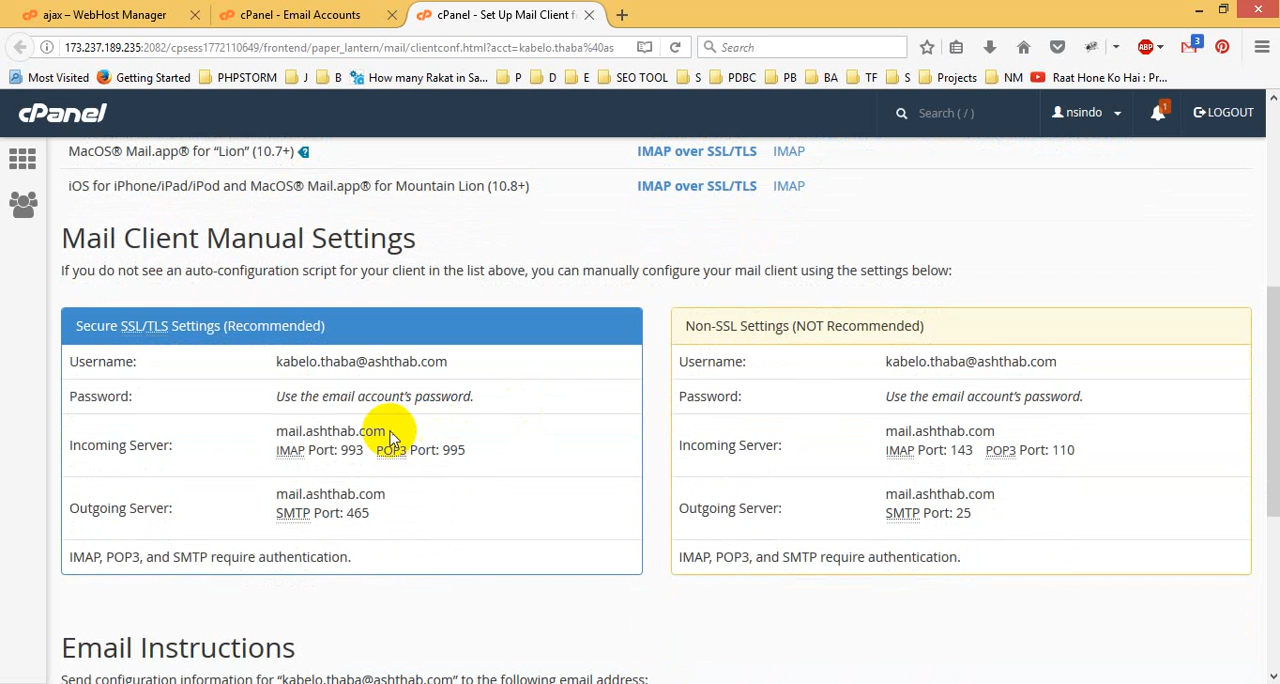 ajax – WebHost Manager
cPanel - Email Accounts
cPanel - Set Up Mail Client f
173.237.189.235:2082/cpsess1772110649/frontend/paper_lantern/mail/clientconf.html?acct=kabelo.thaba%40as
Search
ABP
3
Most Visited
Getting Started
PHPSTORM
J
B
How many Rakat in Sa...
P
D
E
SEO TOOL
S
PDBC
PB
BA
TF
S
Projects
NM
Raat Hone Ko Hai : Pr...
cPanel
Search ( / )
nsindo
1
LOGOUT
MacOS® Mail.app® for “Lion” (10.7+) ?
IMAP over SSL/TLS IMAP
iOS for iPhone/iPad/iPod and MacOS® Mail.app® for Mountain Lion (10.8+)
IMAP over SSL/TLS IMAP
Mail Client Manual Settings
If you do not see an auto-configuration script for your client in the list above, you can manually configure your mail client using the settings below:
Secure SSL/TLS Settings (Recommended)
Username: kabelo.thaba@ashthab.com
Password: Use the email account’s password.
Incoming Server: mail.ashthab.com
IMAP Port: 993 POP3 Port: 995
Outgoing Server: mail.ashthab.com
SMTP Port: 465
IMAP, POP3, and SMTP require authentication.
Non-SSL Settings (NOT Recommended)
Username: kabelo.thaba@ashthab.com
Password: Use the email account’s password.
Incoming Server: mail.ashthab.com
IMAP Port: 143 POP3 Port: 110
Outgoing Server: mail.ashthab.com
SMTP Port: 25
IMAP, POP3, and SMTP require authentication.
Email Instructions
Send configuration information for “kabelo.thaba@ashthab.com” to the following email address: